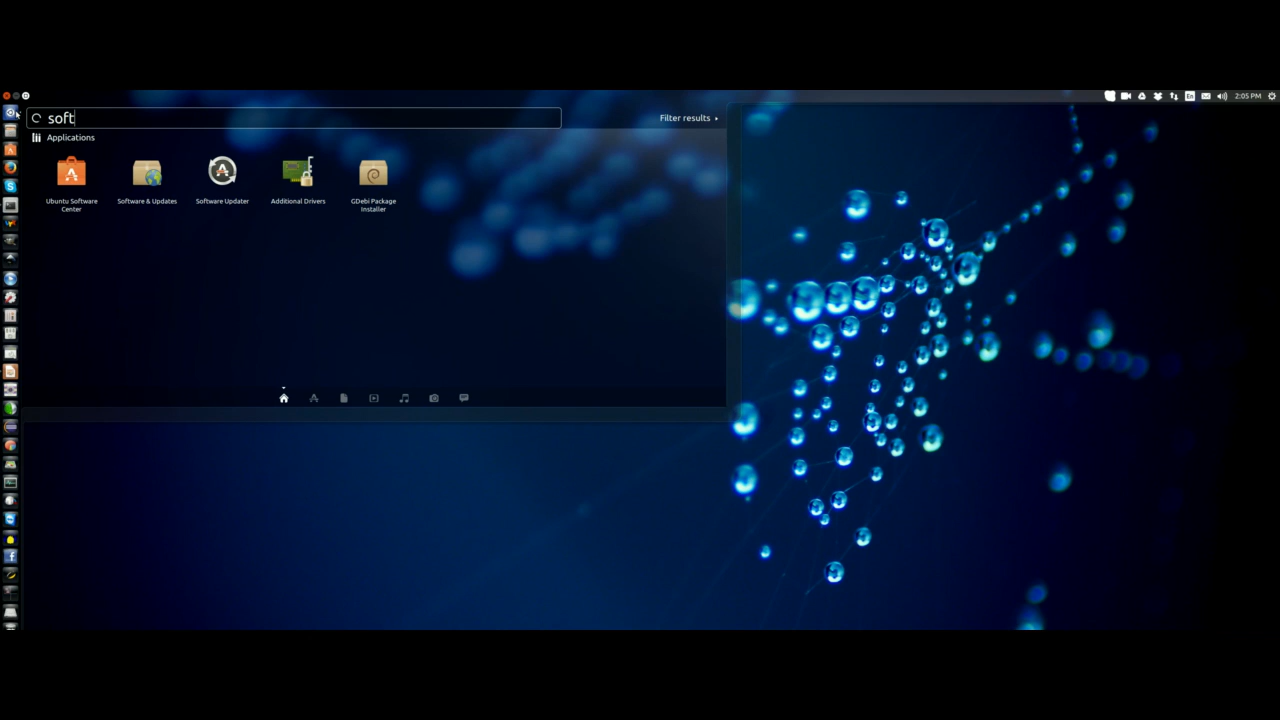 En
2:05 PM
soft
Filter results
Applications
Ubuntu Software
Center
Software & Updates
Software Updater
Additional Drivers
GDebi Package
Installer